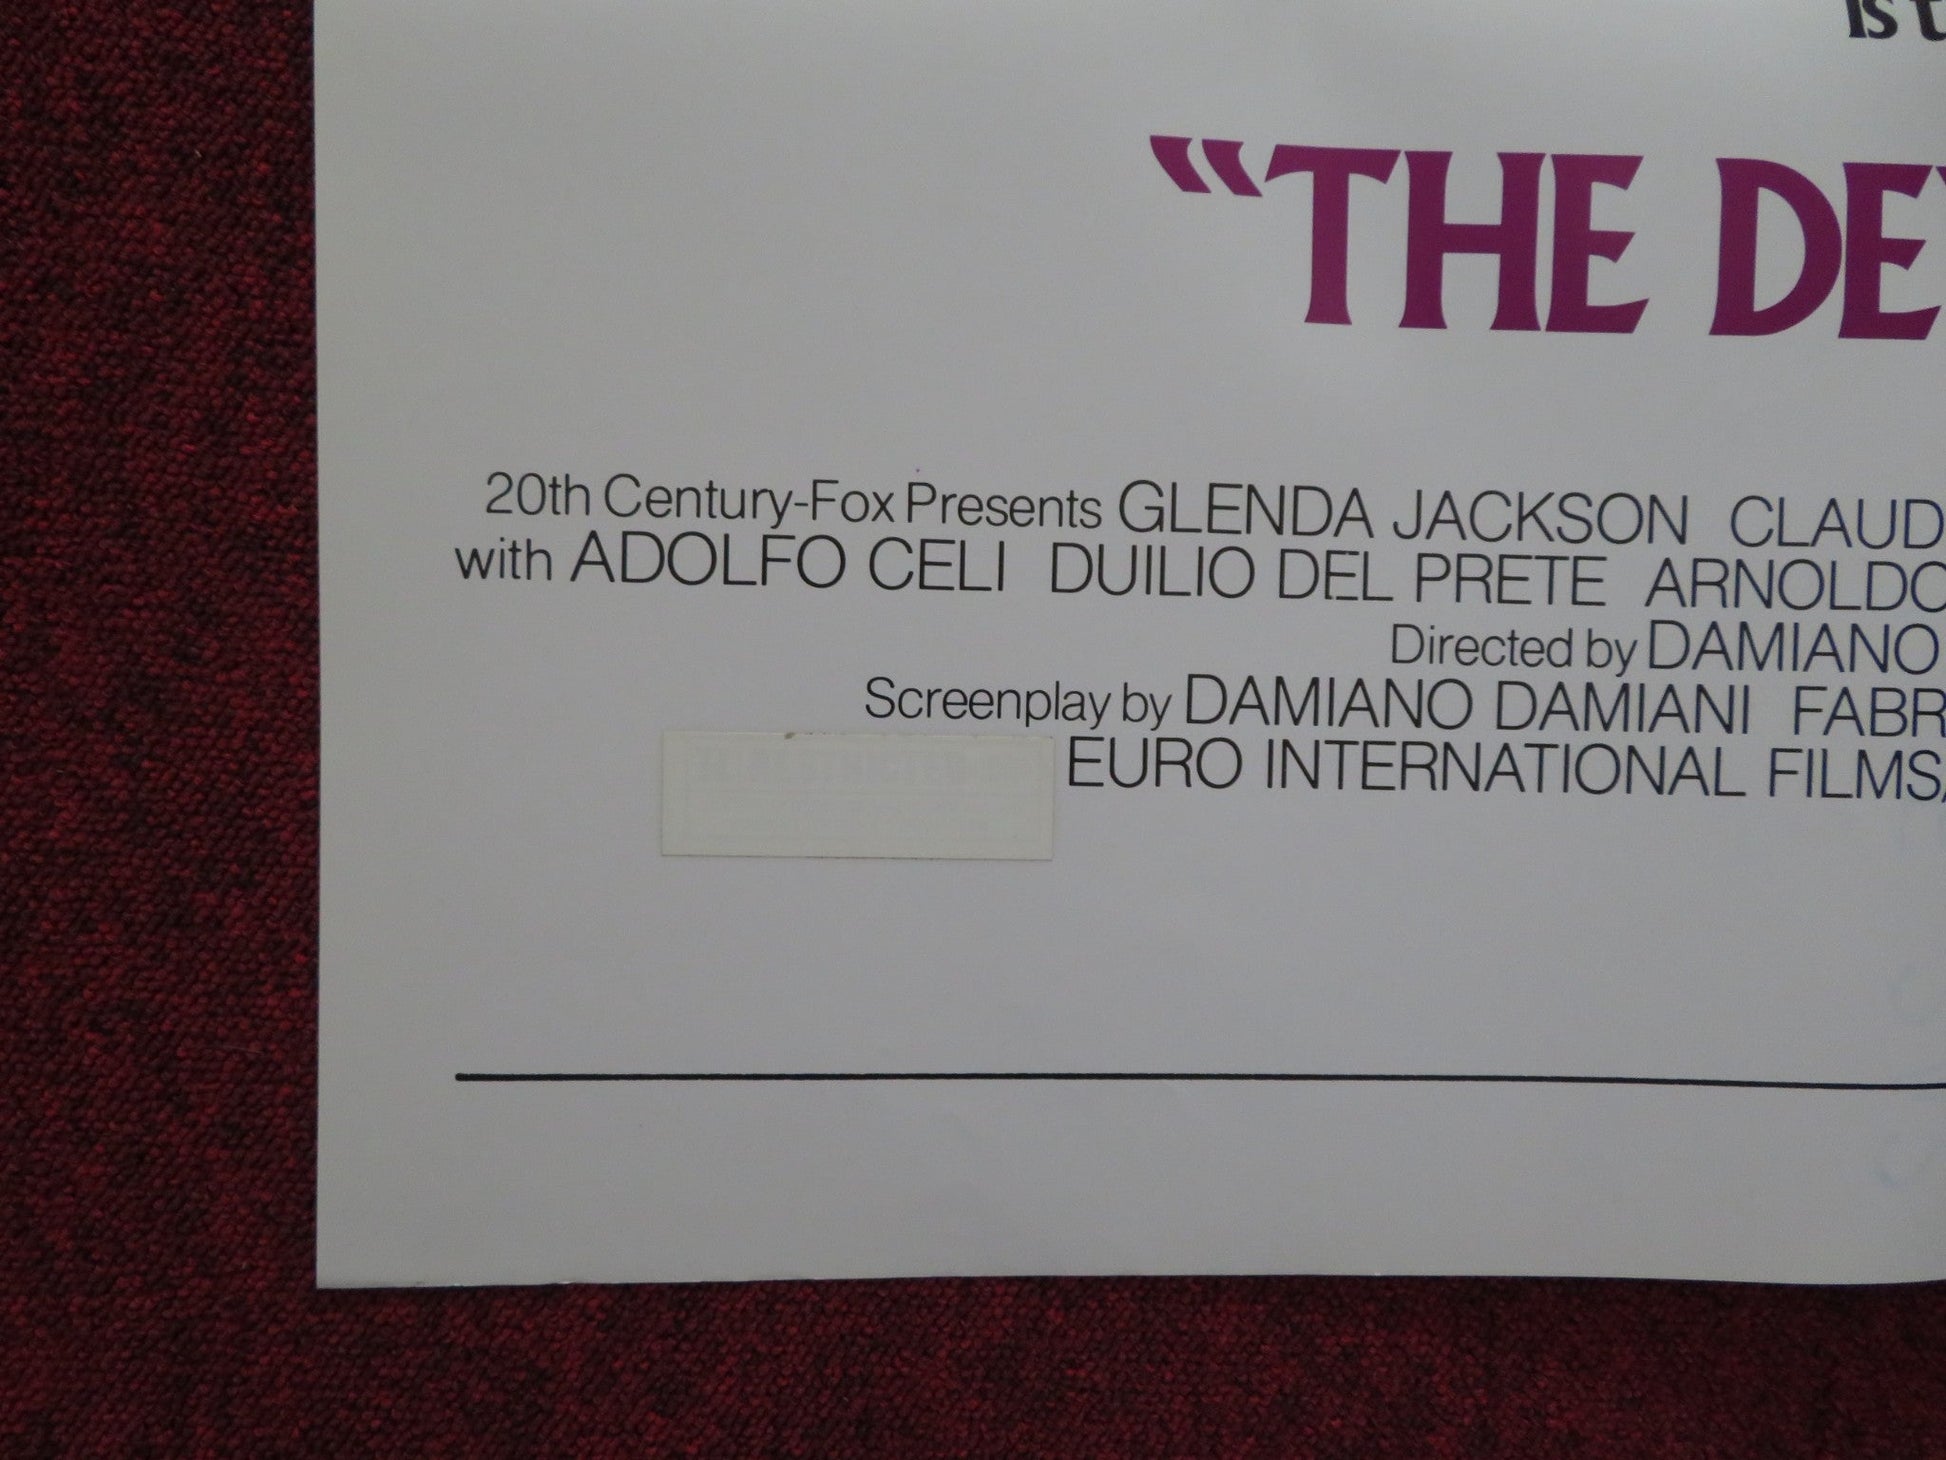 is t
“THE DE
20th Century-Fox Presents GLENDA JACKSON CLAUD
with ADOLFO CELI DUILIO DEL PRETE ARNOLDO
Directed by DAMIANO
Screenplay by DAMIANO DAMIANI FABR
EURO INTERNATIONAL FILMS